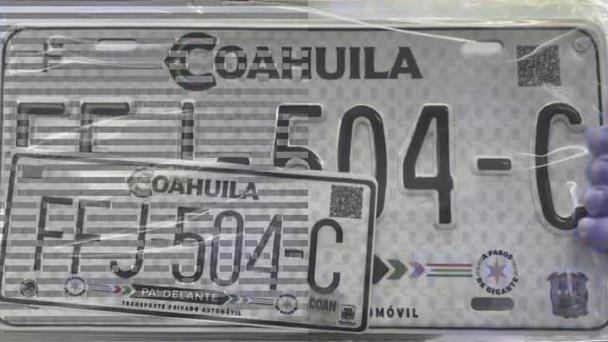 COAHUILA
FFJ-504-C
A PASOS
DE GIGANTE
AUTOMÓVIL
COAHUILA
FFJ-504-C
PA' DELANTE
COAH
TRANSPORTE PRIVADO AUTOMÓVIL